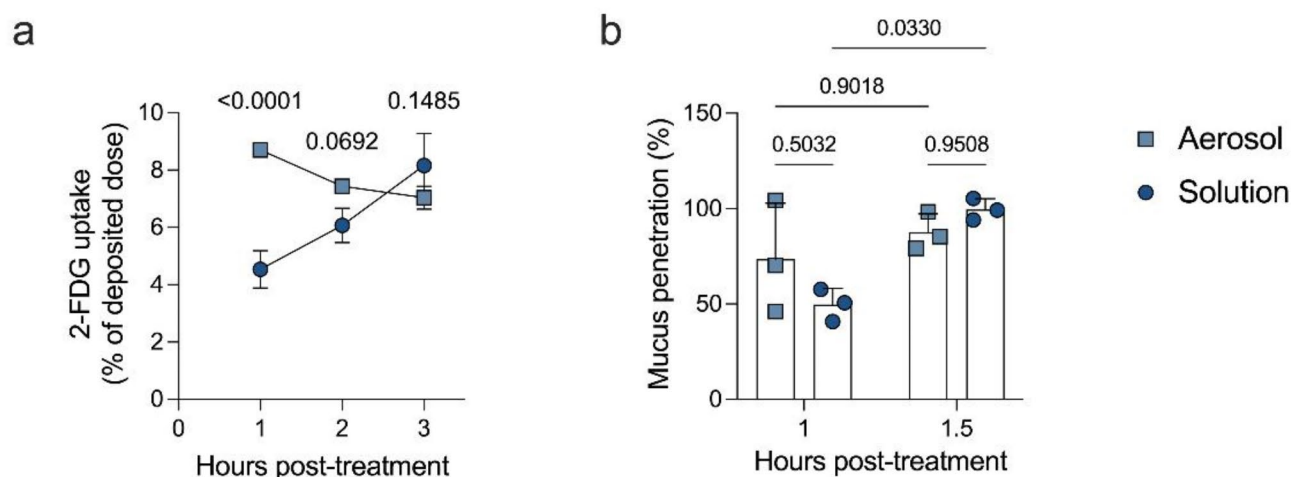 a
<0.0001
0.0692
0.1485
10
8
6
4
2
0
0
1
2
3
2-FDG uptake
(% of deposited dose)
Hours post-treatment
b
0.0330
0.9018
0.5032
0.9508
150
100
50
0
1
1.5
Mucus penetration (%)
Hours post-treatment
Aerosol
Solution